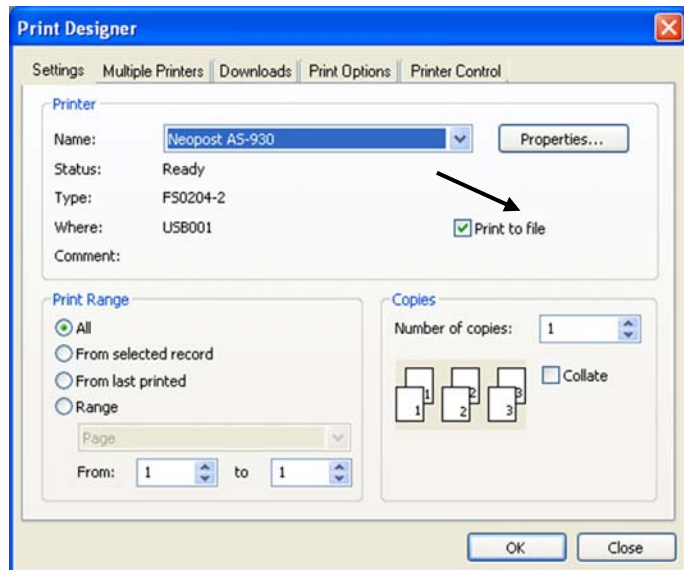 Print Designer
Settings Multiple Printers Downloads Print Options Printer Control
Printer
Name: Neopost AS-930 Properties...
Status: Ready
Type: FS0204-2
Where: USB001 Print to file
Comment:
Print Range
All
From selected record
From last printed
Range
Page
From: 1 to 1
Copies
Number of copies: 1
1 2 3 Collate
1 2 3
OK Close